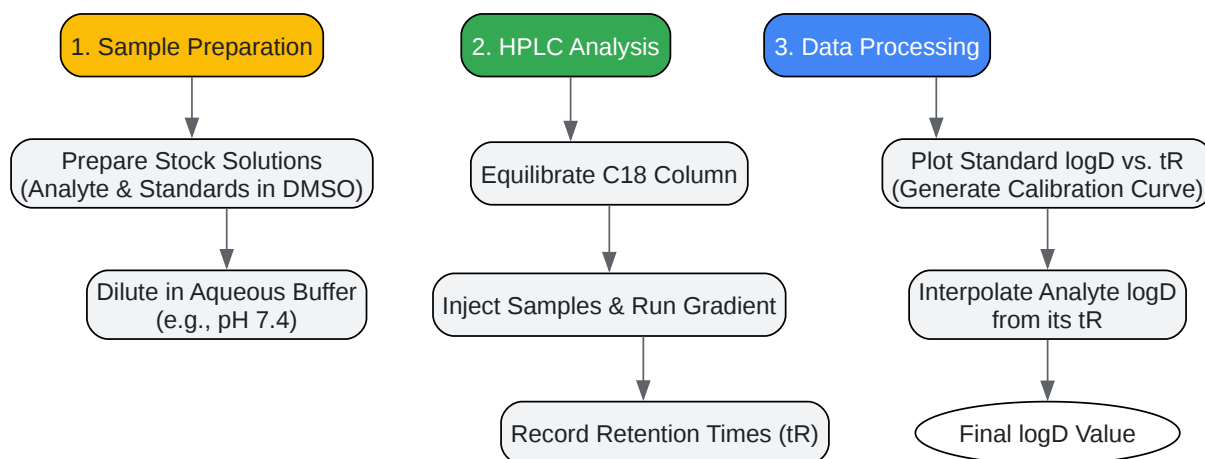 1. Sample Preparation
Prepare Stock Solutions
(Analyte & Standards in DMSO)
Dilute in Aqueous Buffer
(e.g., pH 7.4)
2. HPLC Analysis
Equilibrate C18 Column
Inject Samples & Run Gradient
Record Retention Times (tR)
3. Data Processing
Plot Standard logD vs. tR
(Generate Calibration Curve)
Interpolate Analyte logD
from its tR
Final logD Value